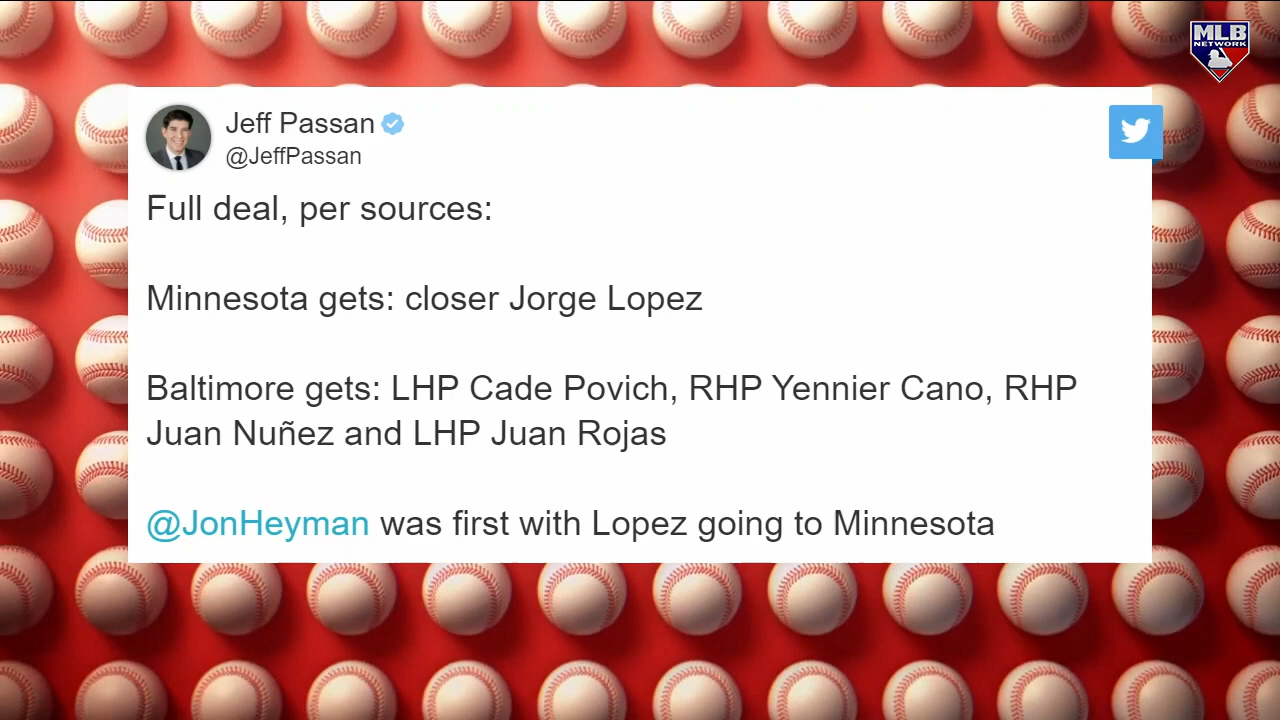 MLB
NETWORK
Jeff Passan
@JeffPassan
Full deal, per sources:
Minnesota gets: closer Jorge Lopez
Baltimore gets: LHP Cade Povich, RHP Yennier Cano, RHP
Juan Nuñez and LHP Juan Rojas
@JonHeyman was first with Lopez going to Minnesota